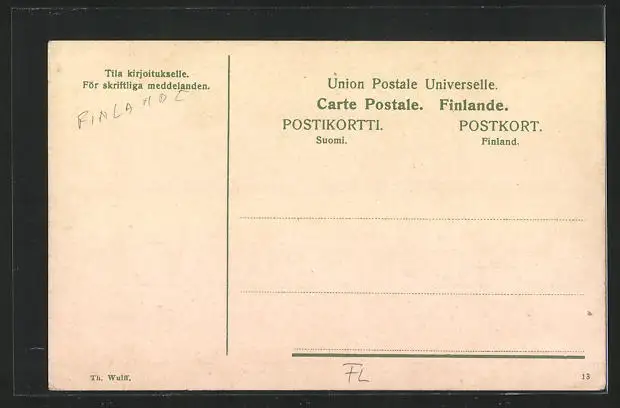 Tila kirjoitukselle.
För skriftliga meddelanden.
FINLANDE
Union Postale Universelle.
Carte Postale. Finlande.
POSTIKORTTI. POSTKORT.
Suomi. Finland.
FL
Th. Wulff. 13